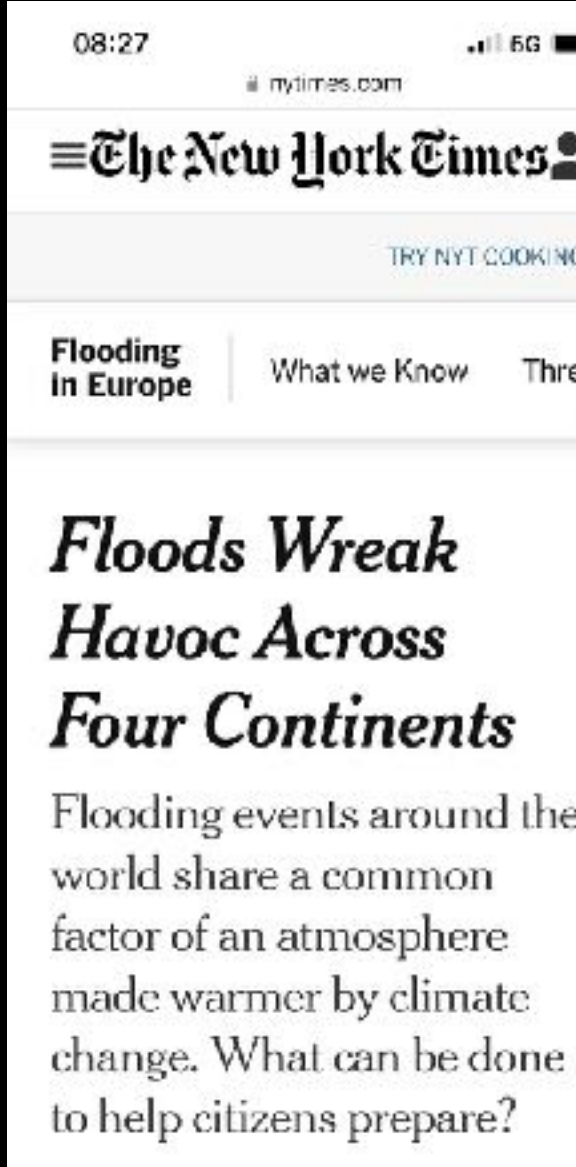 08:27 5G
nytimes.com
The New York Times
TRY NYT COOKING
Flooding
in Europe
What we Know Thre
Floods Wreak
Havoc Across
Four Continents
Flooding events around the
world share a common
factor of an atmosphere
made warmer by climate
change. What can be done
to help citizens prepare?